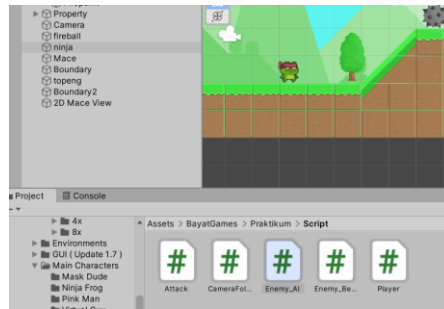 Property
Camera
fireball
ninja
Mace
Boundary
topeng
Boundary2
2D Mace View
Project
Console
4x
8x
Environments
GUI ( Update 1.7 )
Main Characters
Mask Dude
Ninja Frog
Pink Man
Assets > BayatGames > Praktikum > Script
Attack
CameraFol...
Enemy_AI
Enemy_Be...
Player